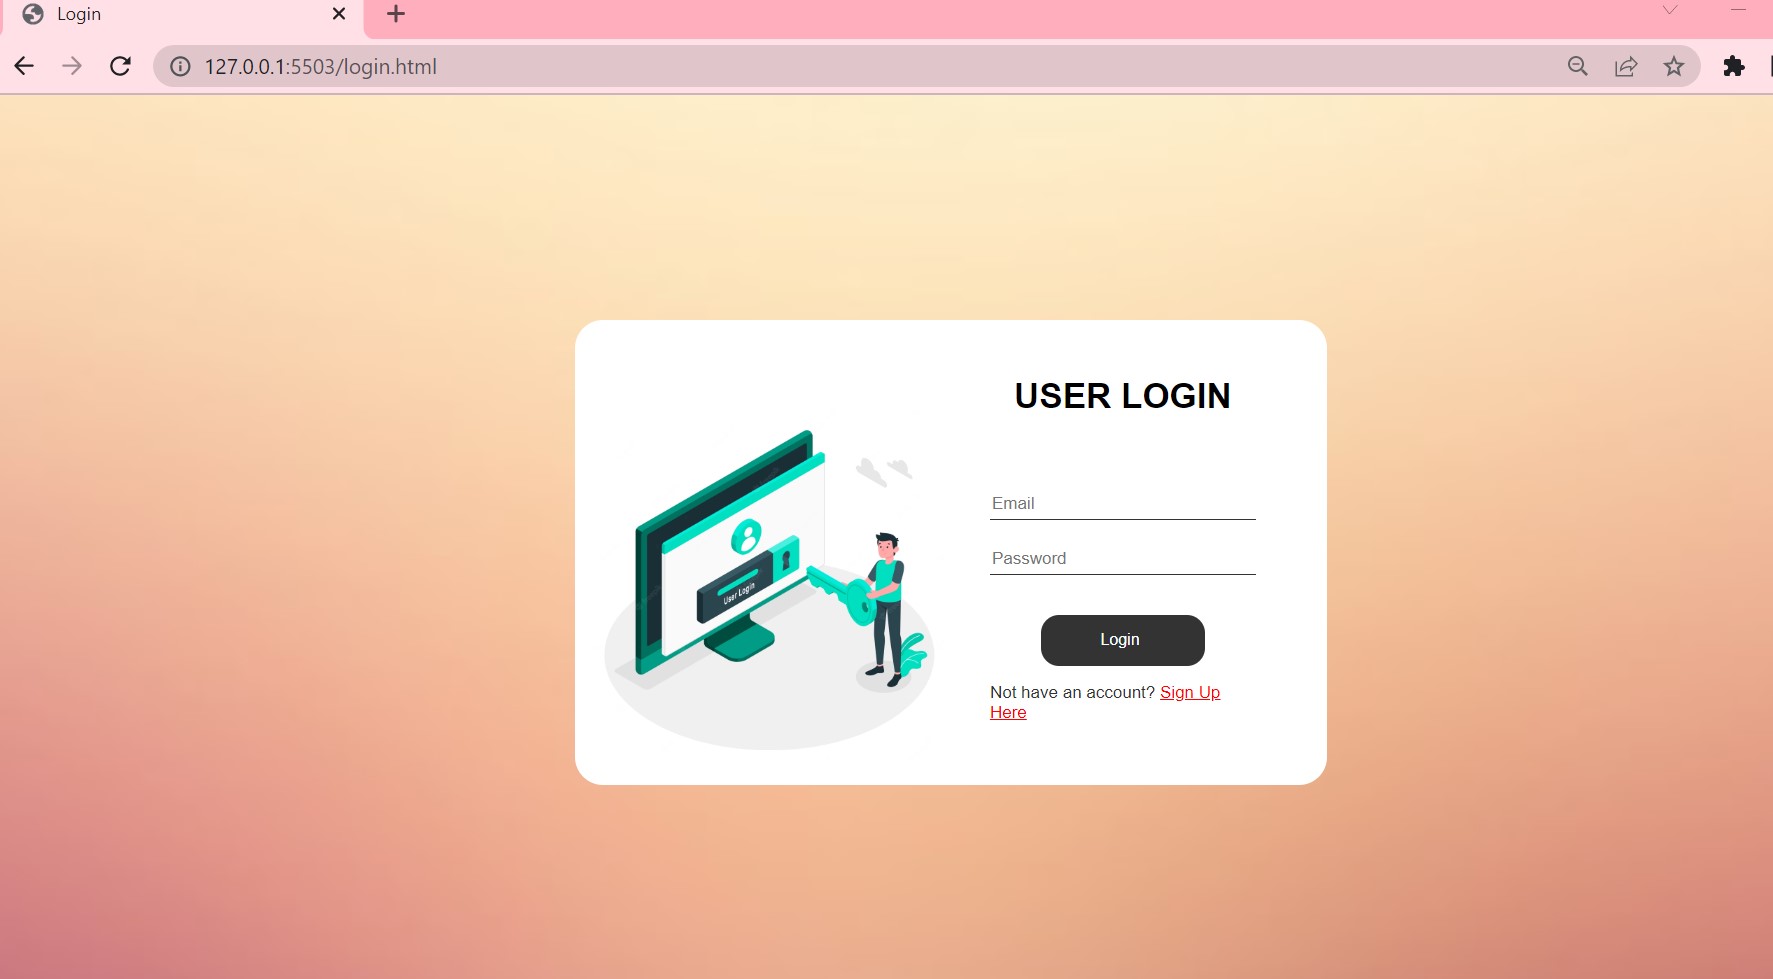 Login
127.0.0.1:5503/login.html
USER LOGIN
Email
Password
User Login
Login
Not have an account? Sign Up
Here